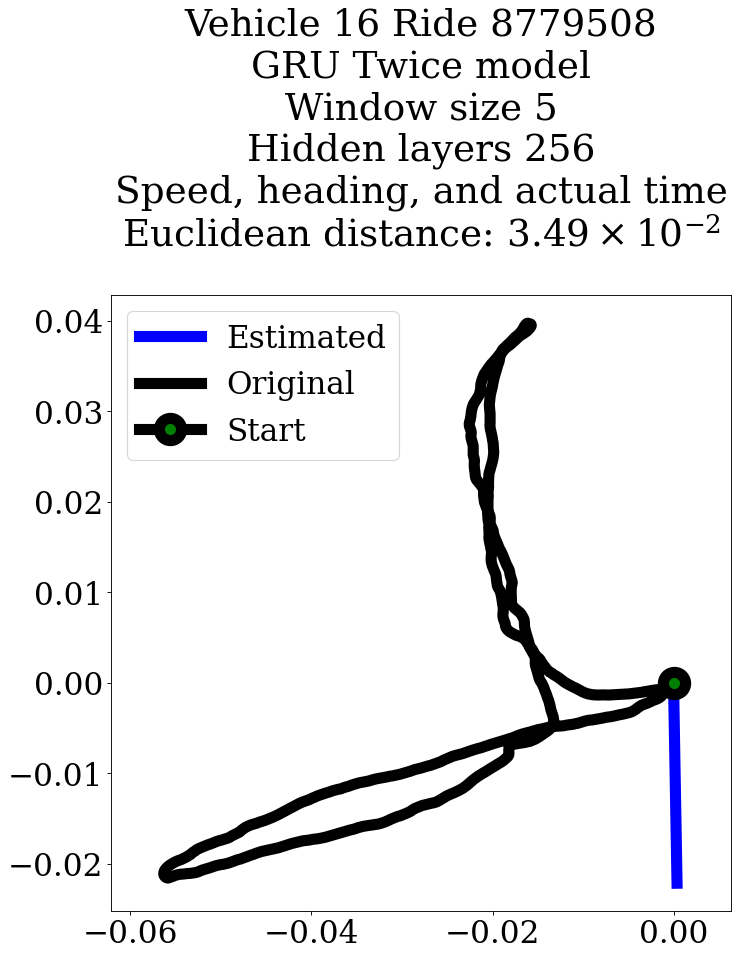 Vehicle 16 Ride 8779508
GRU Twice model
Window size 5
Hidden layers 256
Speed, heading, and actual time
Euclidean distance: 3.49 × 10⁻²
Estimated
Original
Start
0.04
0.03
0.02
0.01
0.00
−0.01
−0.02
−0.06 −0.04 −0.02 0.00